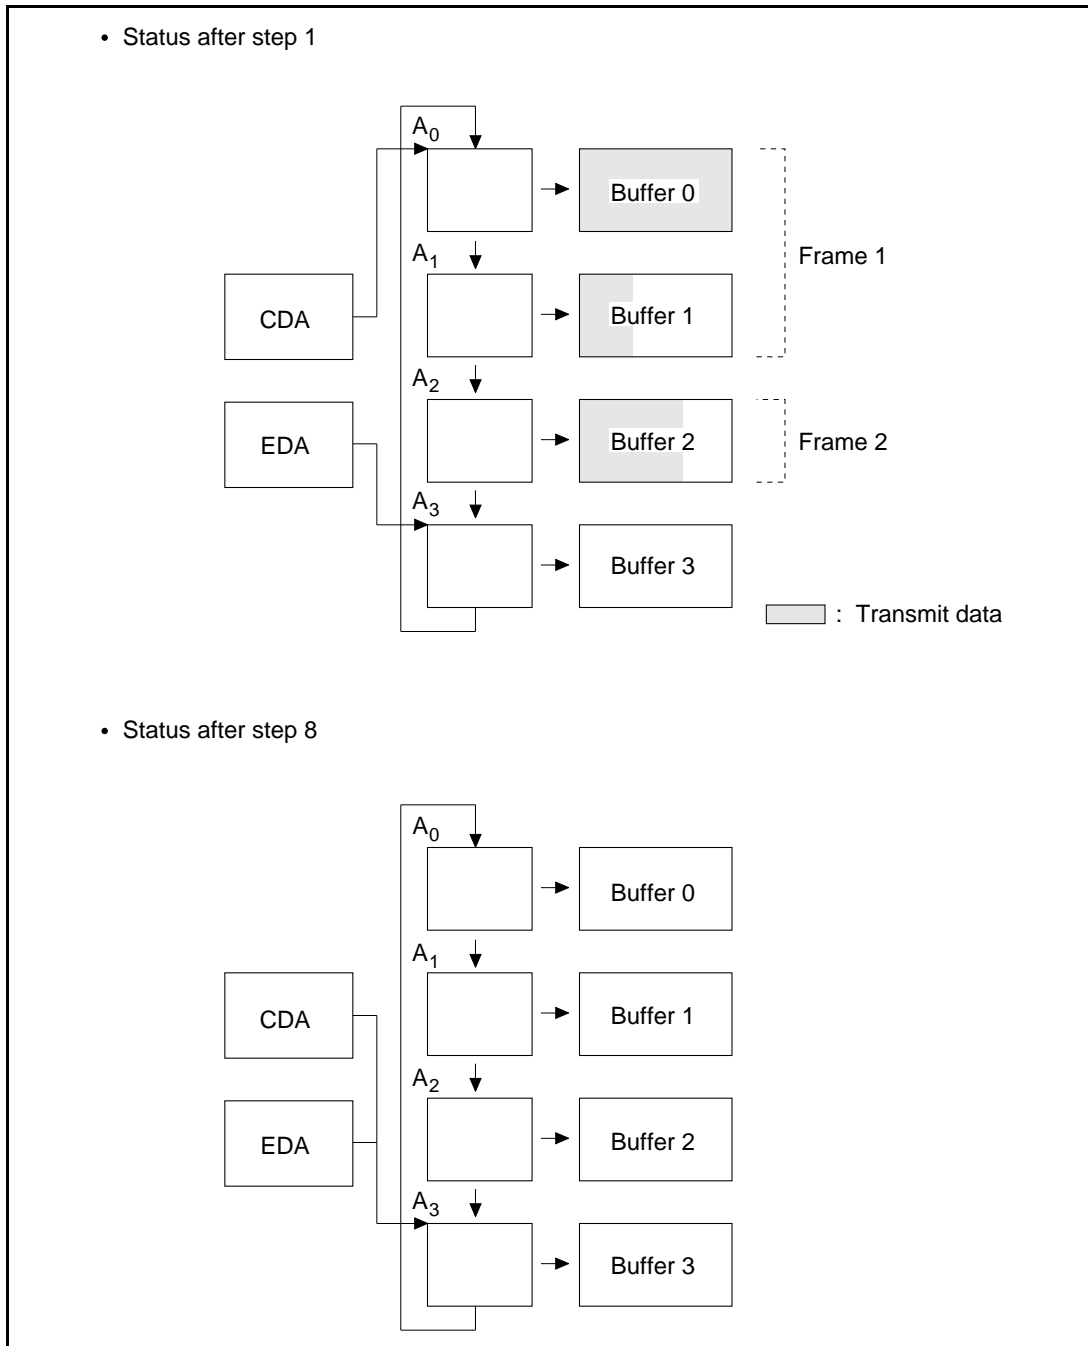 • Status after step 1
A0
Buffer 0
A1
Frame 1
CDA
Buffer 1
A2
EDA
Buffer 2
Frame 2
A3
Buffer 3
: Transmit data
• Status after step 8
A0
Buffer 0
A1
CDA
Buffer 1
A2
EDA
Buffer 2
A3
Buffer 3